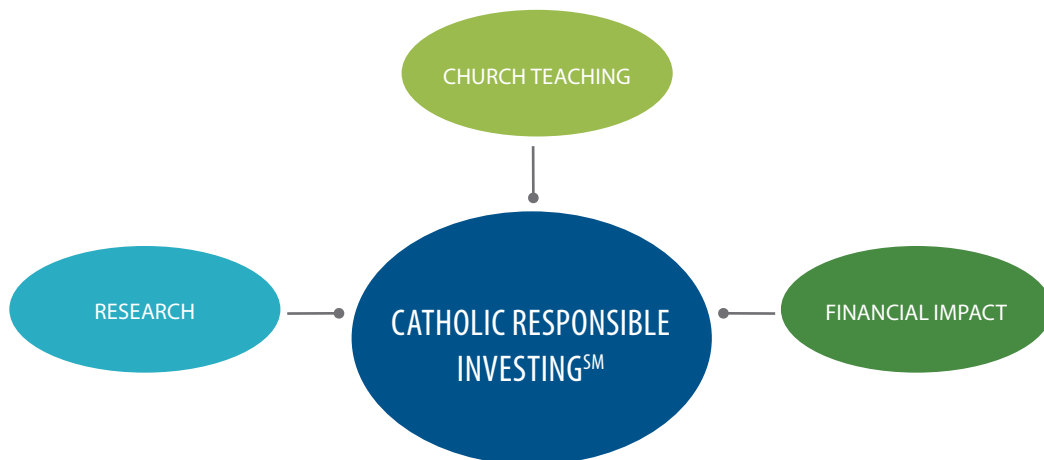 CHURCH TEACHING
RESEARCH
CATHOLIC RESPONSIBLE
INVESTING℠
FINANCIAL IMPACT